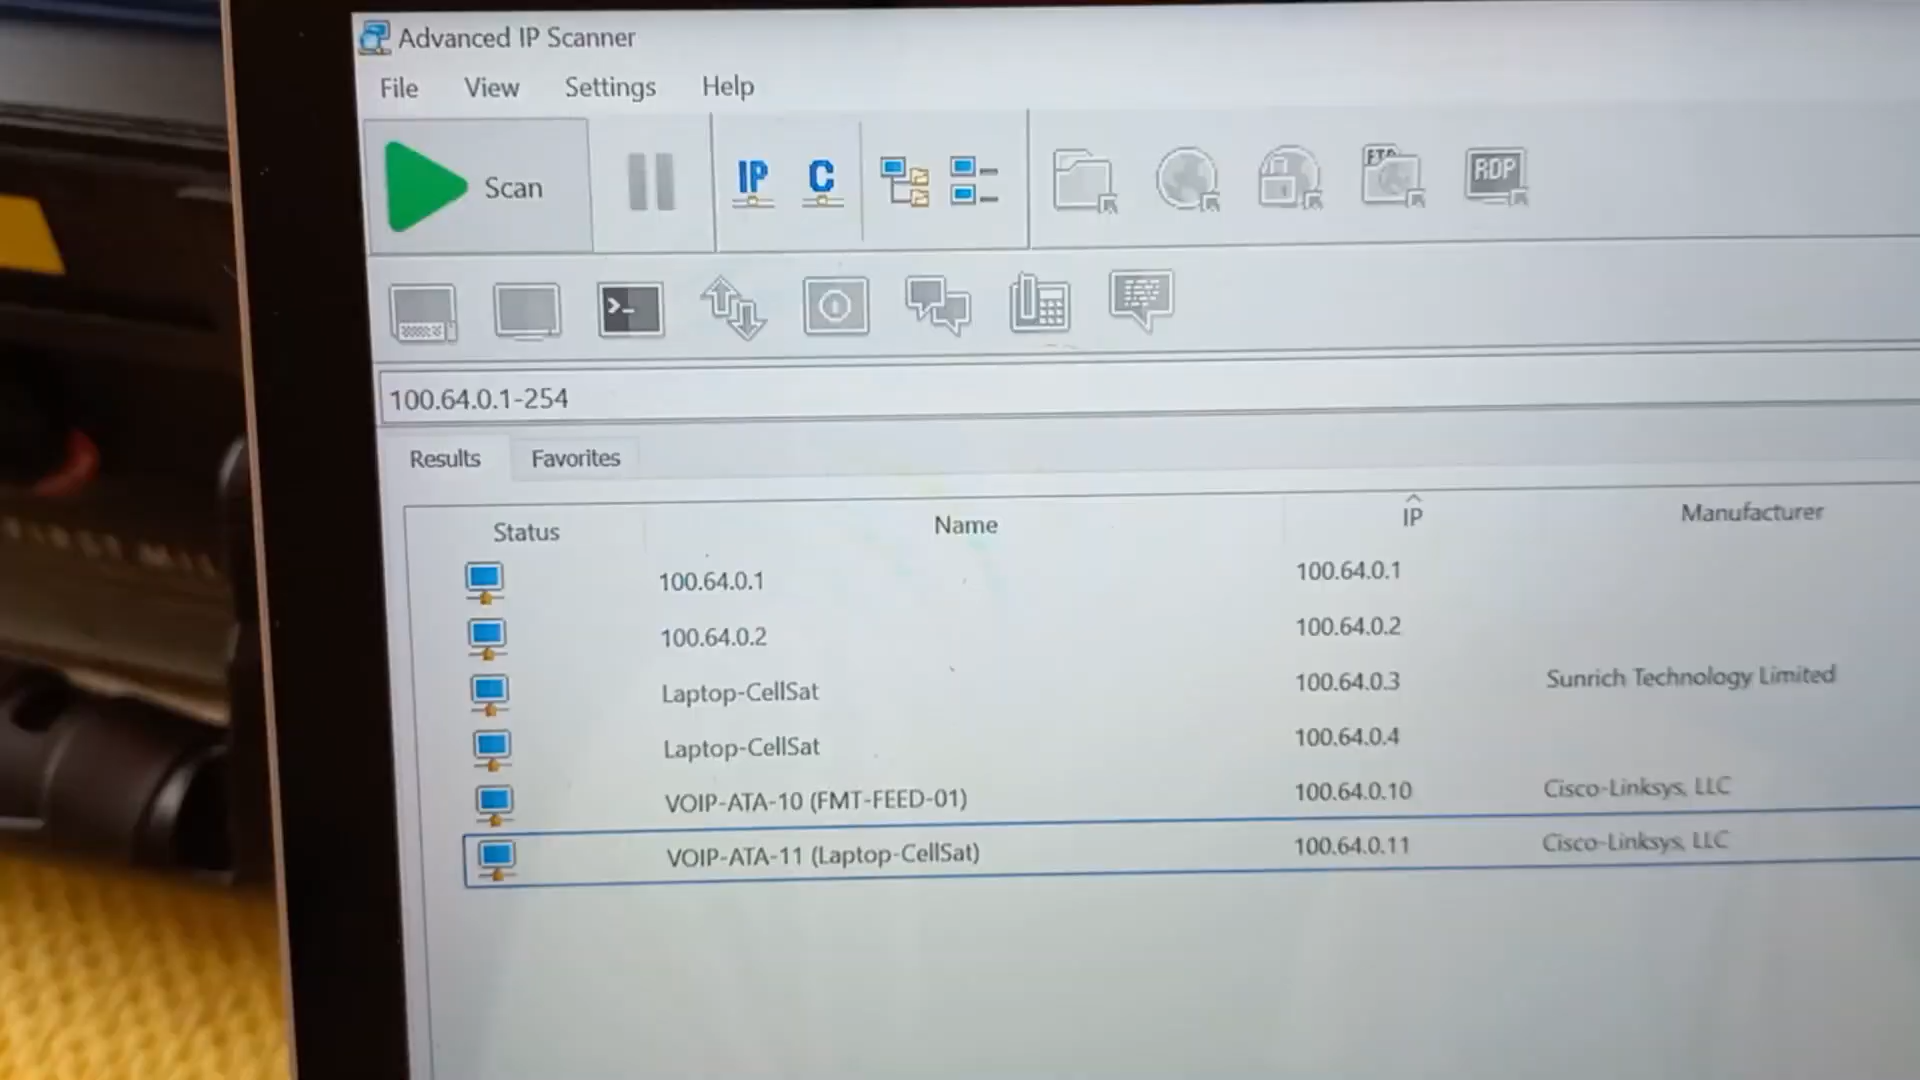 Advanced IP Scanner
File View Settings Help
Scan IP C FTP RDP
100.64.0.1-254
Results Favorites
Status Name IP Manufacturer
100.64.0.1 100.64.0.1
100.64.0.2 100.64.0.2
Laptop-CellSat 100.64.0.3 Sunrich Technology Limited
Laptop-CellSat 100.64.0.4
VOIP-ATA-10 (FMT-FEED-01) 100.64.0.10 Cisco-Linksys, LLC
VOIP-ATA-11 (Laptop-CellSat) 100.64.0.11 Cisco-Linksys, LLC